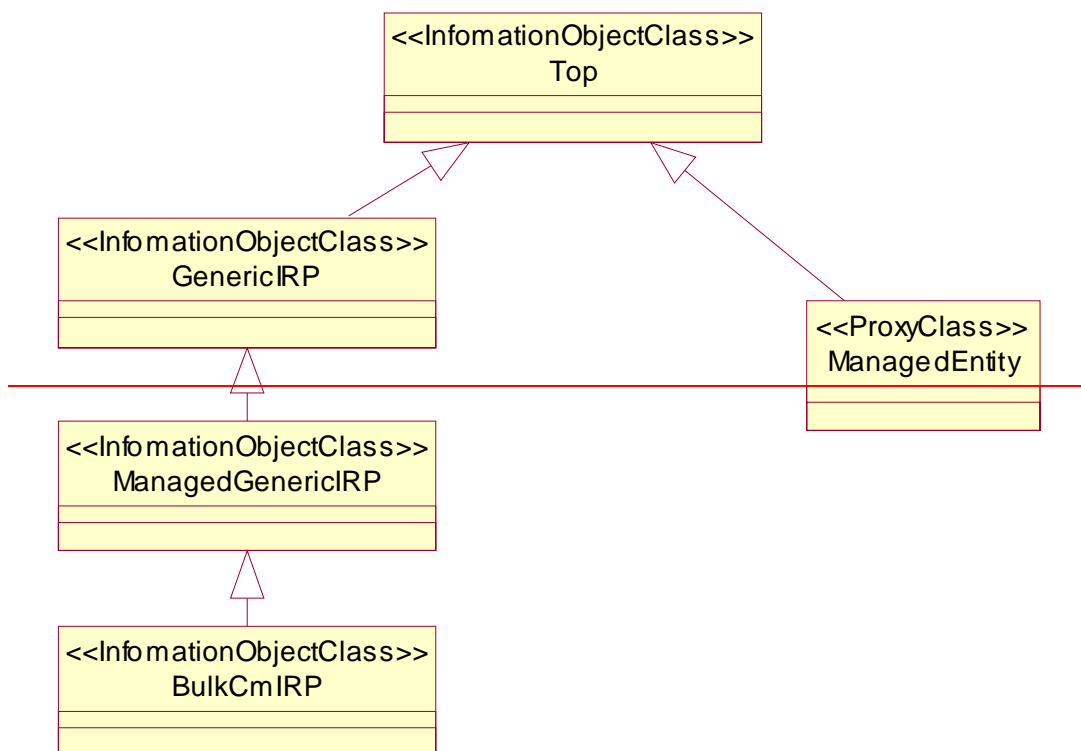 <<InfomationObjectClass>>
Top
<<InfomationObjectClass>>
GenericIRP
<<ProxyClass>>
ManagedEntity
<<InfomationObjectClass>>
ManagedGenericIRP
<<InfomationObjectClass>>
BulkCmIRP